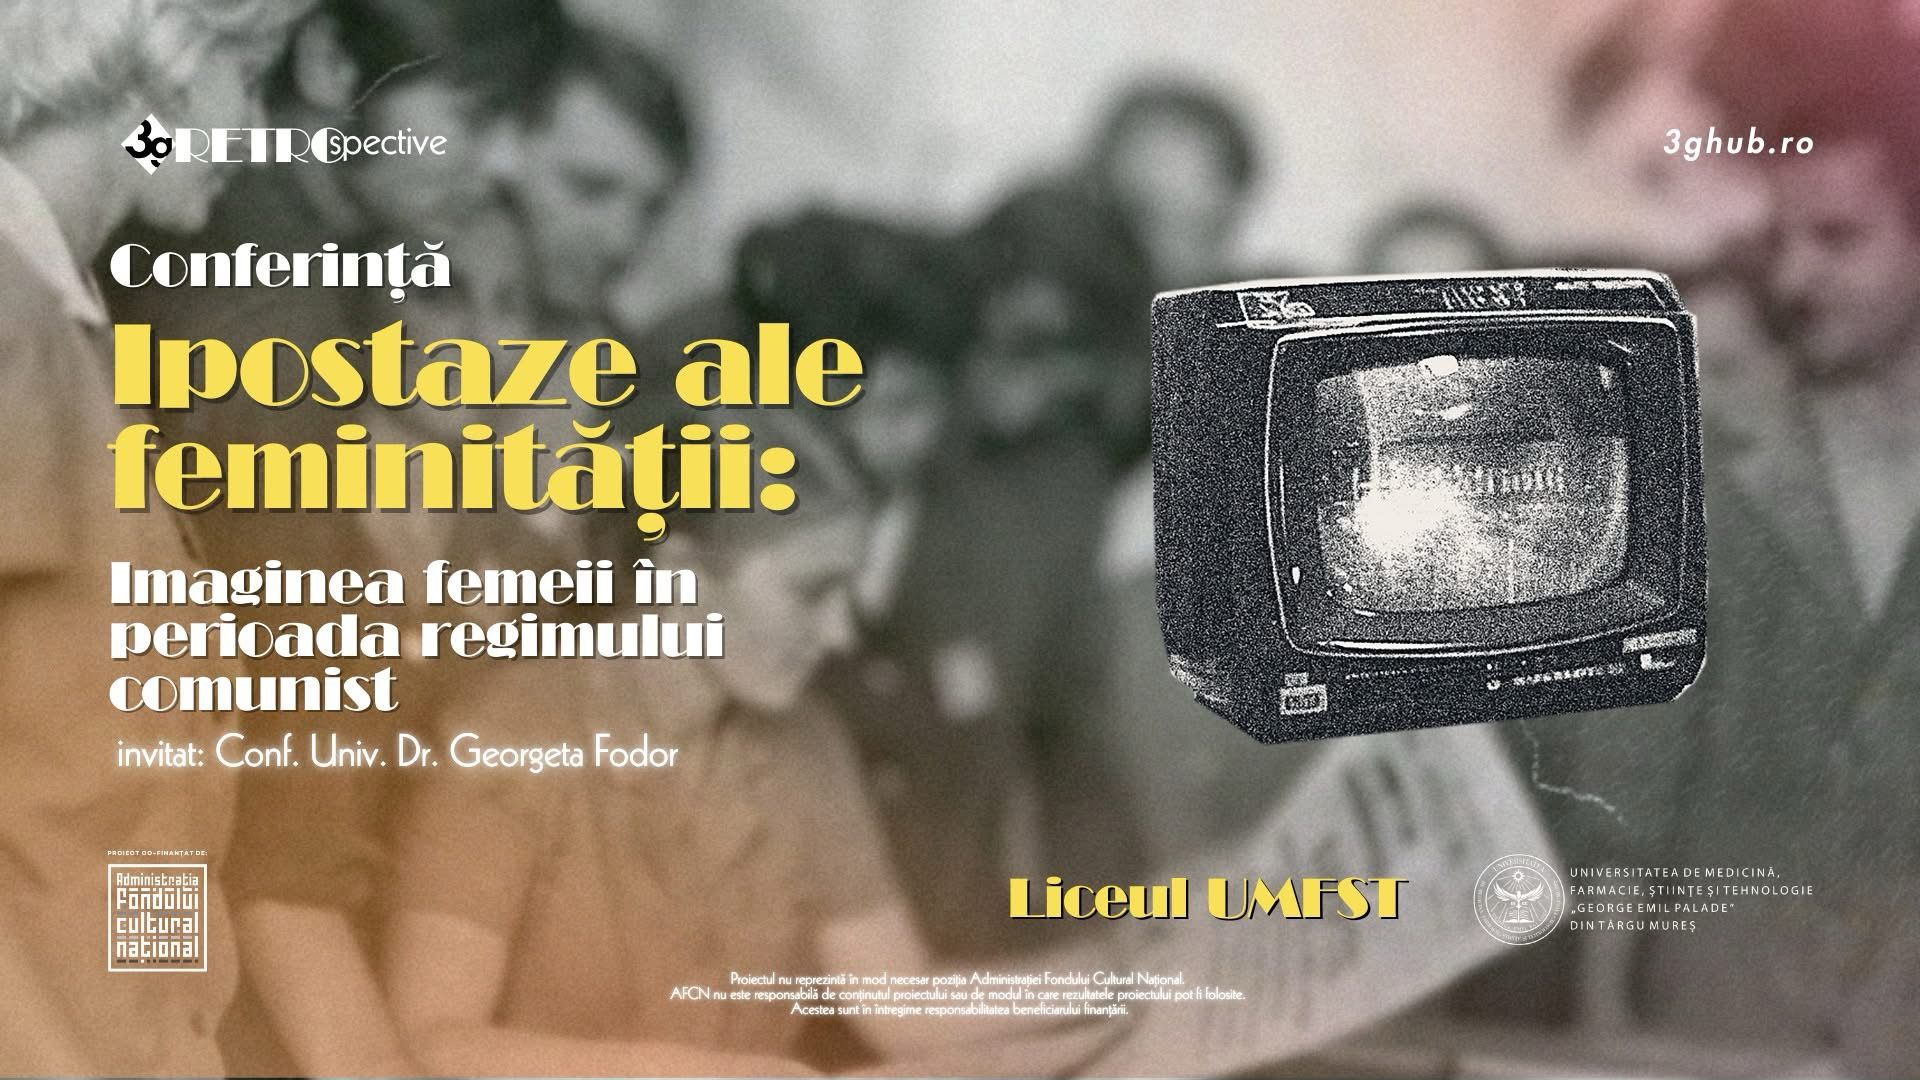 3g RETROspective
3ghub.ro
Conferință
Ipostaze ale
feminității:
Imaginea femeii în
perioada regimului
comunist
invitat: Conf. Univ. Dr. Georgeta Fodor
PROIECT CO-FINANȚAT DE:
Administrația
fondului
cultural
național
Liceul UMFST
UNIVERSITATEA DE MEDICINĂ,
FARMACIE, ȘTIINȚE ȘI TEHNOLOGIE
„GEORGE EMIL PALADE”
DIN TÂRGU MUREȘ
Proiectul nu reprezintă în mod necesar poziția Administrației Fondului Cultural Național.
AFCN nu este responsabilă de conținutul proiectului sau de modul în care rezultatele proiectului pot fi folosite.
Acestea sunt în întregime responsabilitatea beneficiarului finanțării.